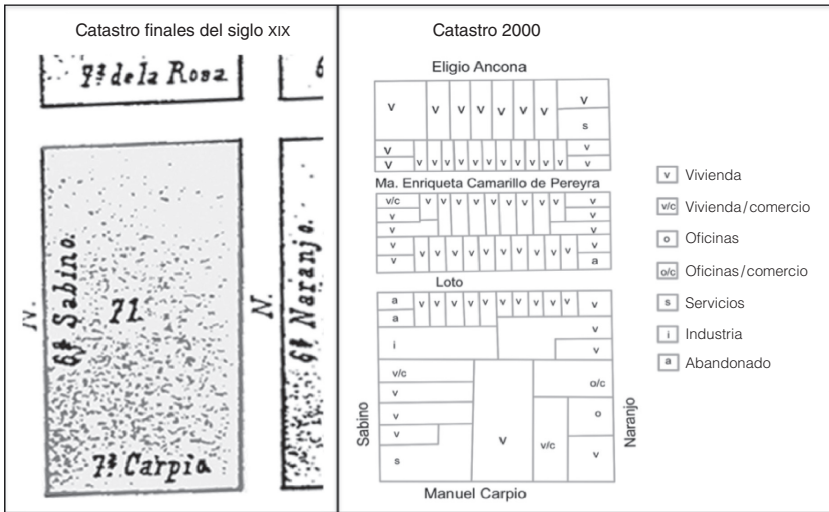 Catastro finales del siglo XIX
7ª de la Rosa
6
N.
6ª Sabino.
71.
N.
6ª Naranjo.
7ª Carpio
Catastro 2000
Eligio Ancona
v v v v v v v v
s
v v v v v v v v v v v v v
v v
Ma. Enriqueta Camarillo de Pereyra
v/c v v v v v v v v v
v v
v v
v v v v v v v v v v
v a
Loto
a v v v v v v v v v
a
v
i
v
v/c
o/c
v
v
o
v
v
v/c
v
s
Sabino
Naranjo
Manuel Carpio
v Vivienda
v/c Vivienda/comercio
o Oficinas
o/c Oficinas/comercio
s Servicios
i Industria
a Abandonado